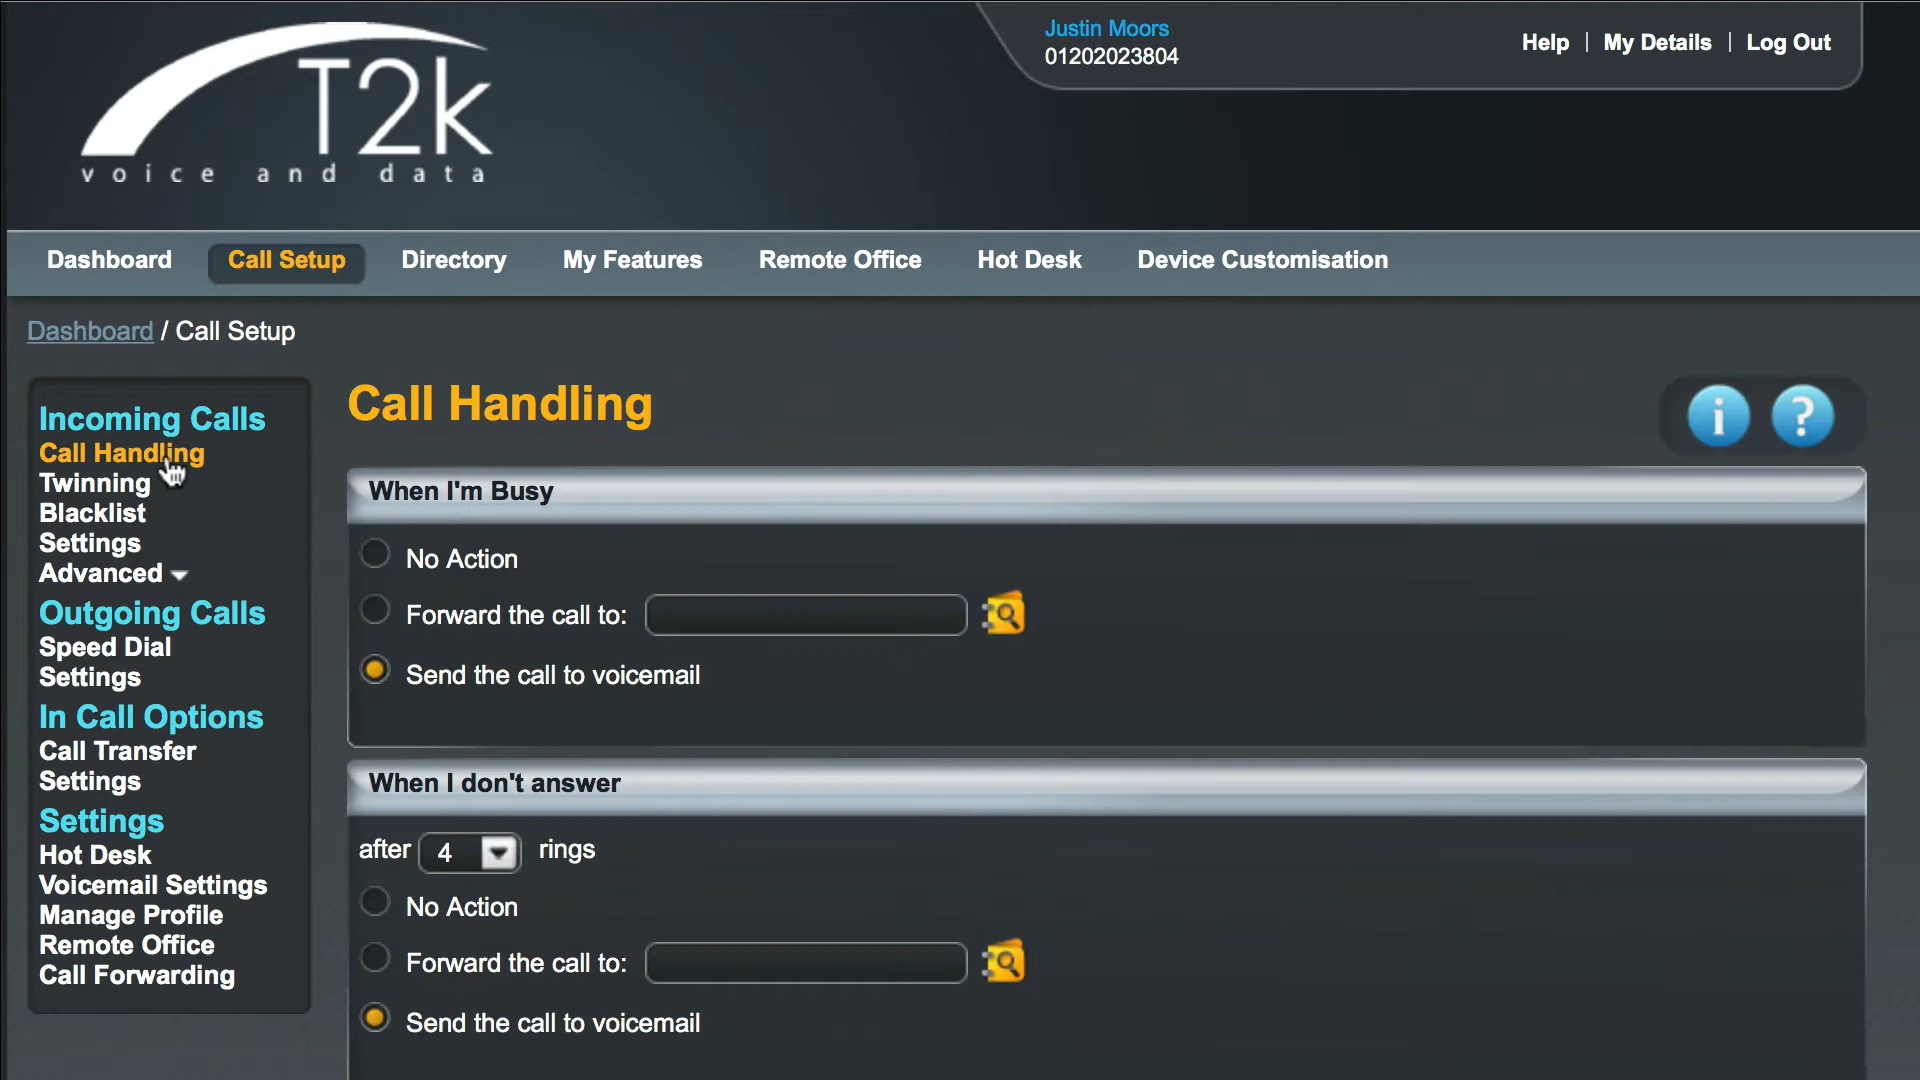 T2k
voice and data
Justin Moors
01202023804
Help | My Details | Log Out
Dashboard Call Setup Directory My Features Remote Office Hot Desk Device Customisation
Dashboard / Call Setup
Incoming Calls
Call Handling
Twinning
Blacklist
Settings
Advanced
Outgoing Calls
Speed Dial
Settings
In Call Options
Call Transfer
Settings
Settings
Hot Desk
Voicemail Settings
Manage Profile
Remote Office
Call Forwarding
Call Handling
i ?
When I'm Busy
No Action
Forward the call to:
Send the call to voicemail
When I don't answer
after 4 rings
No Action
Forward the call to:
Send the call to voicemail